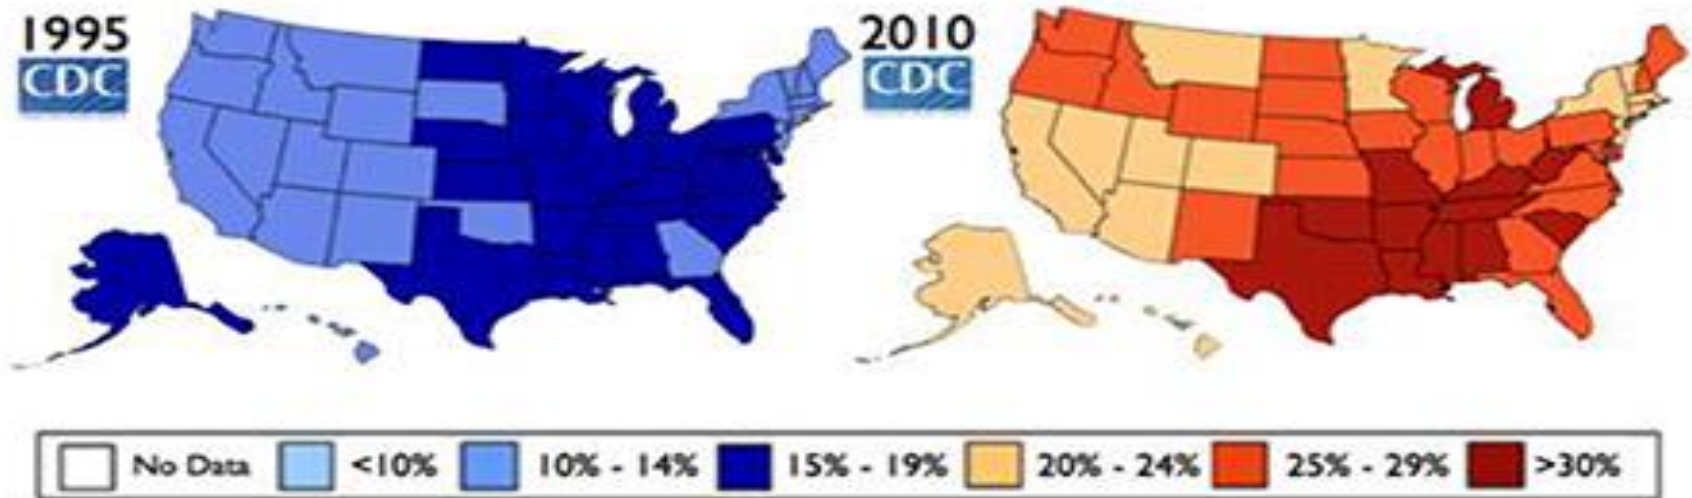 1995
CDC
2010
CDC
No Data
<10%
10% - 14%
15% - 19%
20% - 24%
25% - 29%
>30%